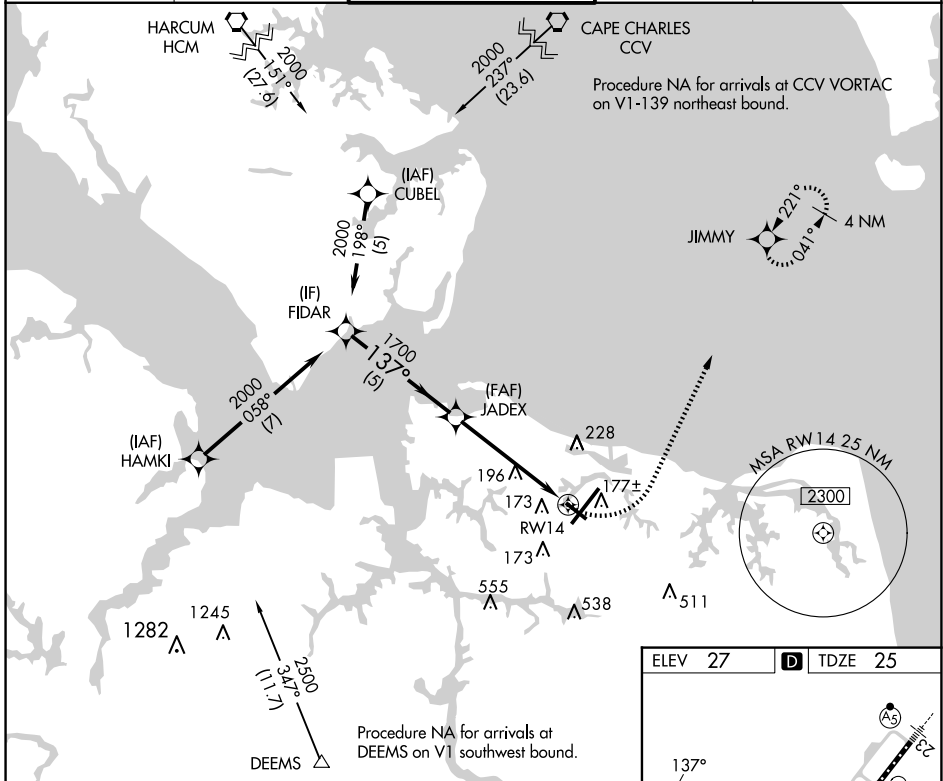 HARCUM
HCM
2000
151°
(27.6)
CAPE CHARLES
CCV
2000
237°
(23.6)
Procedure NA for arrivals at CCV VORTAC
on V1-139 northeast bound.
(IAF)
CUBEL
2000
198°
(5)
JIMMY
221°
041°
4 NM
(IF)
FIDAR
1700
137°
(5)
2000
058°
(7)
(FAF)
JADEX
(IAF)
HAMKI
228
196
173
177±
RW14
173
MSA RW14 25 NM
2300
555
538
511
1282
1245
2500
347°
(11.7)
DEEMS
Procedure NA for arrivals at
DEEMS on V1 southwest bound.
ELEV 27
D
TDZE 25
A5
23
137°